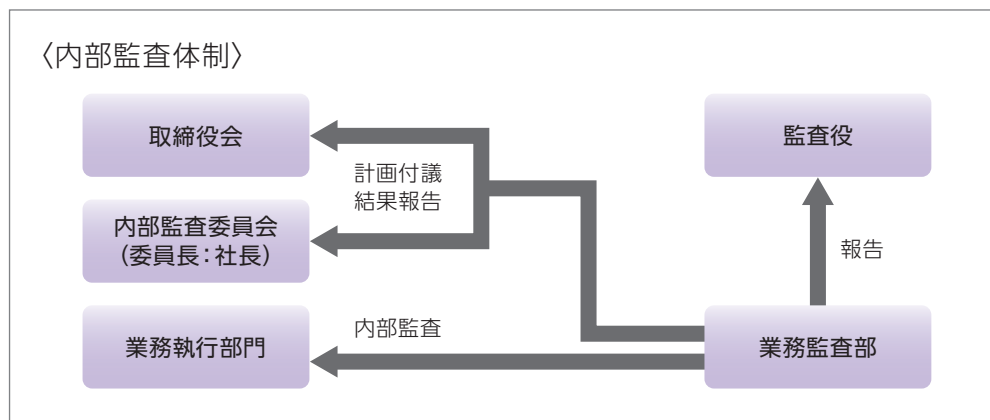 〈内部監査体制〉
取締役会
監査役
計画付議
結果報告
内部監査委員会
（委員長：社長）
報告
内部監査
業務執行部門
業務監査部